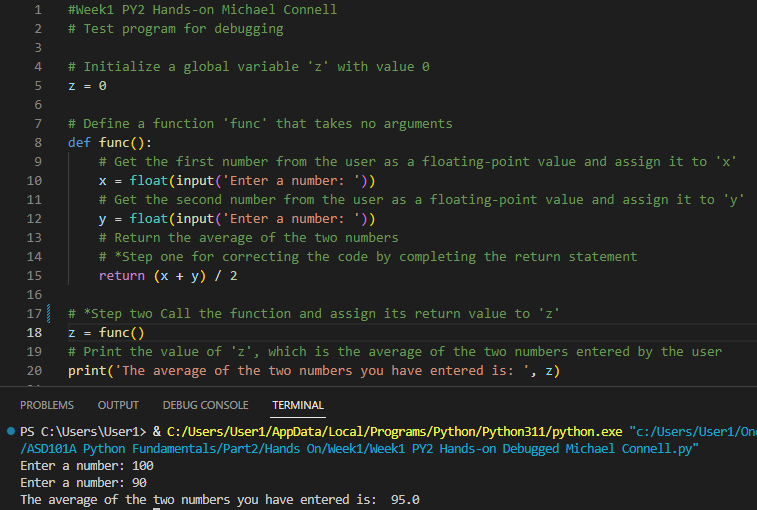 1 #Week1 PY2 Hands-on Michael Connell
2 # Test program for debugging
3
4 # Initialize a global variable 'z' with value 0
5 z = 0
6
7 # Define a function 'func' that takes no arguments
8 def func():
9 # Get the first number from the user as a floating-point value and assign it to 'x'
10 x = float(input('Enter a number: '))
11 # Get the second number from the user as a floating-point value and assign it to 'y'
12 y = float(input('Enter a number: '))
13 # Return the average of the two numbers
14 # *Step one for correcting the code by completing the return statement
15 return (x + y) / 2
16
17 # *Step two Call the function and assign its return value to 'z'
18 z = func()
19 # Print the value of 'z', which is the average of the two numbers entered by the user
20 print('The average of the two numbers you have entered is: ', z)
PROBLEMS OUTPUT DEBUG CONSOLE TERMINAL
PS C:\Users\User1> & C:/Users/User1/AppData/Local/Programs/Python/Python311/python.exe "c:/Users/User1/On
/ASD101A Python Fundamentals/Part2/Hands On/Week1/Week1 PY2 Hands-on Debugged Michael Connell.py"
Enter a number: 100
Enter a number: 90
The average of the two numbers you have entered is:  95.0